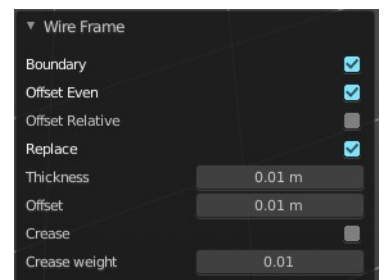 Wire Frame
Boundary
Offset Even
Offset Relative
Replace
Thickness 0.01 m
Offset 0.01 m
Crease
Crease weight 0.01